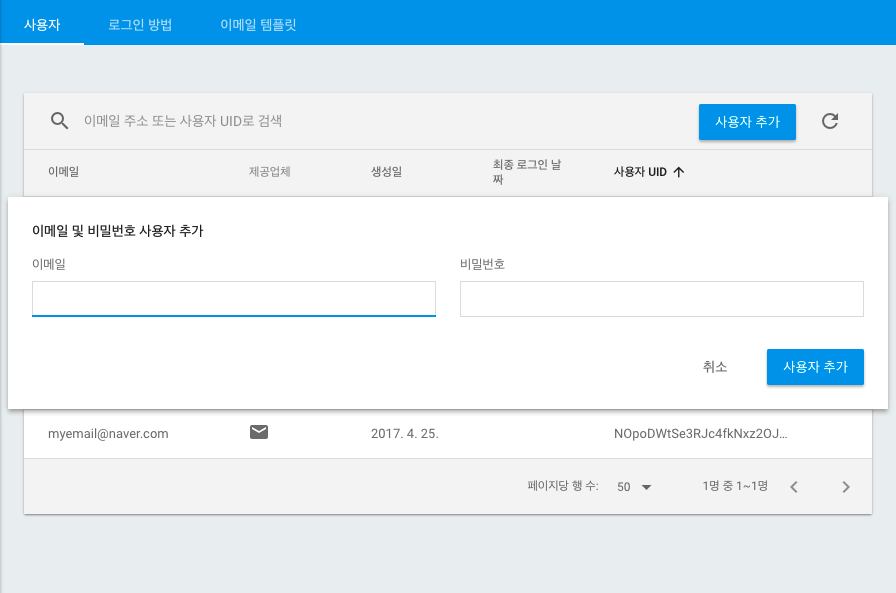 사용자 로그인 방법 이메일 템플릿
이메일 주소 또는 사용자 UID로 검색 사용자 추가
이메일 제공업체 생성일 최종 로그인 날 사용자 UID
짜
이메일 및 비밀번호 사용자 추가
이메일 비밀번호
취소 사용자 추가
myemail@naver.com 2017. 4. 25. NOpoDWtSe3RJc4fkNxz2OJ...
페이지당 행 수: 50 1명 중 1~1명